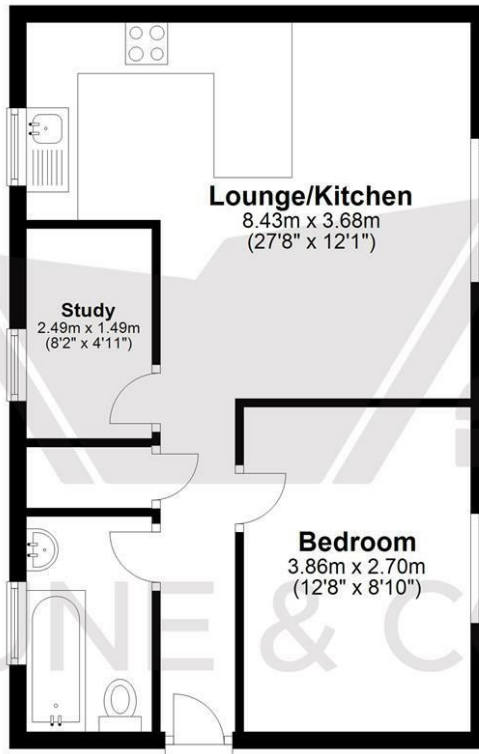 Lounge/Kitchen
8.43m x 3.68m
(27'8" x 12'1")
Study
2.49m x 1.49m
(8'2" x 4'11")
Bedroom
3.86m x 2.70m
(12'8" x 8'10")
NE & C